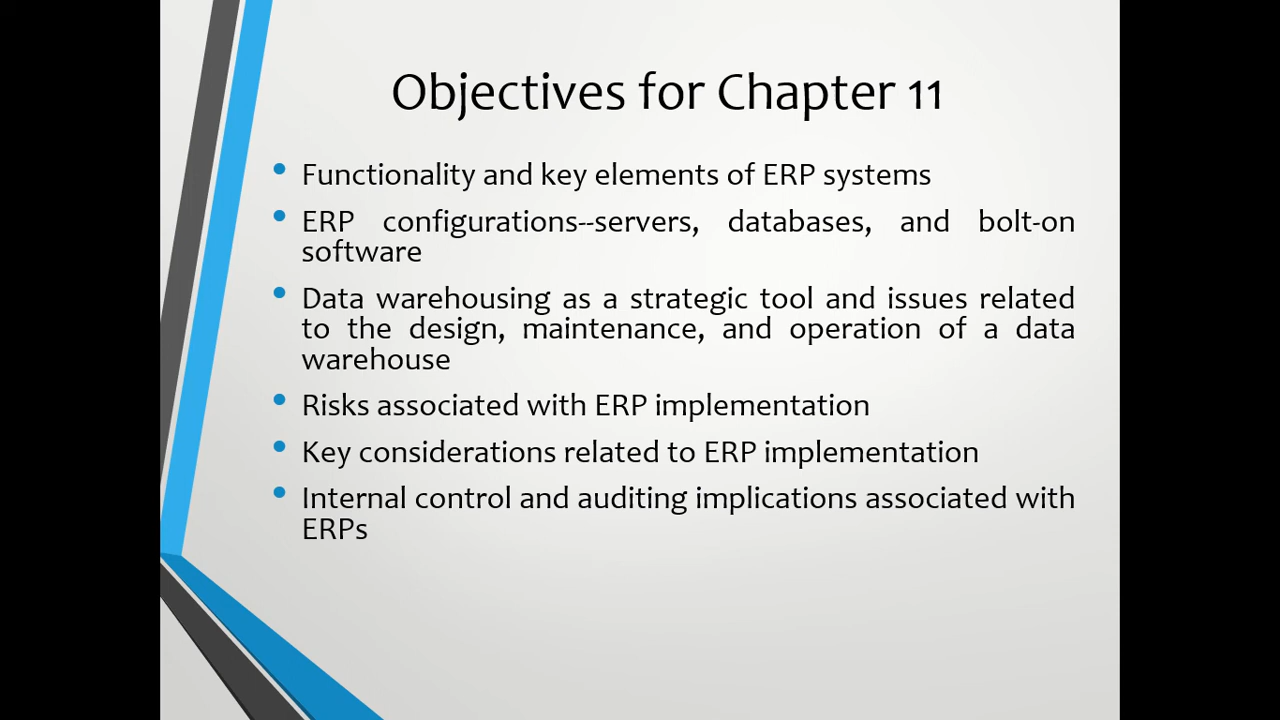 Objectives for Chapter 11
• Functionality and key elements of ERP systems
• ERP configurations--servers, databases, and bolt-on
software
• Data warehousing as a strategic tool and issues related
to the design, maintenance, and operation of a data
warehouse
• Risks associated with ERP implementation
• Key considerations related to ERP implementation
• Internal control and auditing implications associated with
ERPs